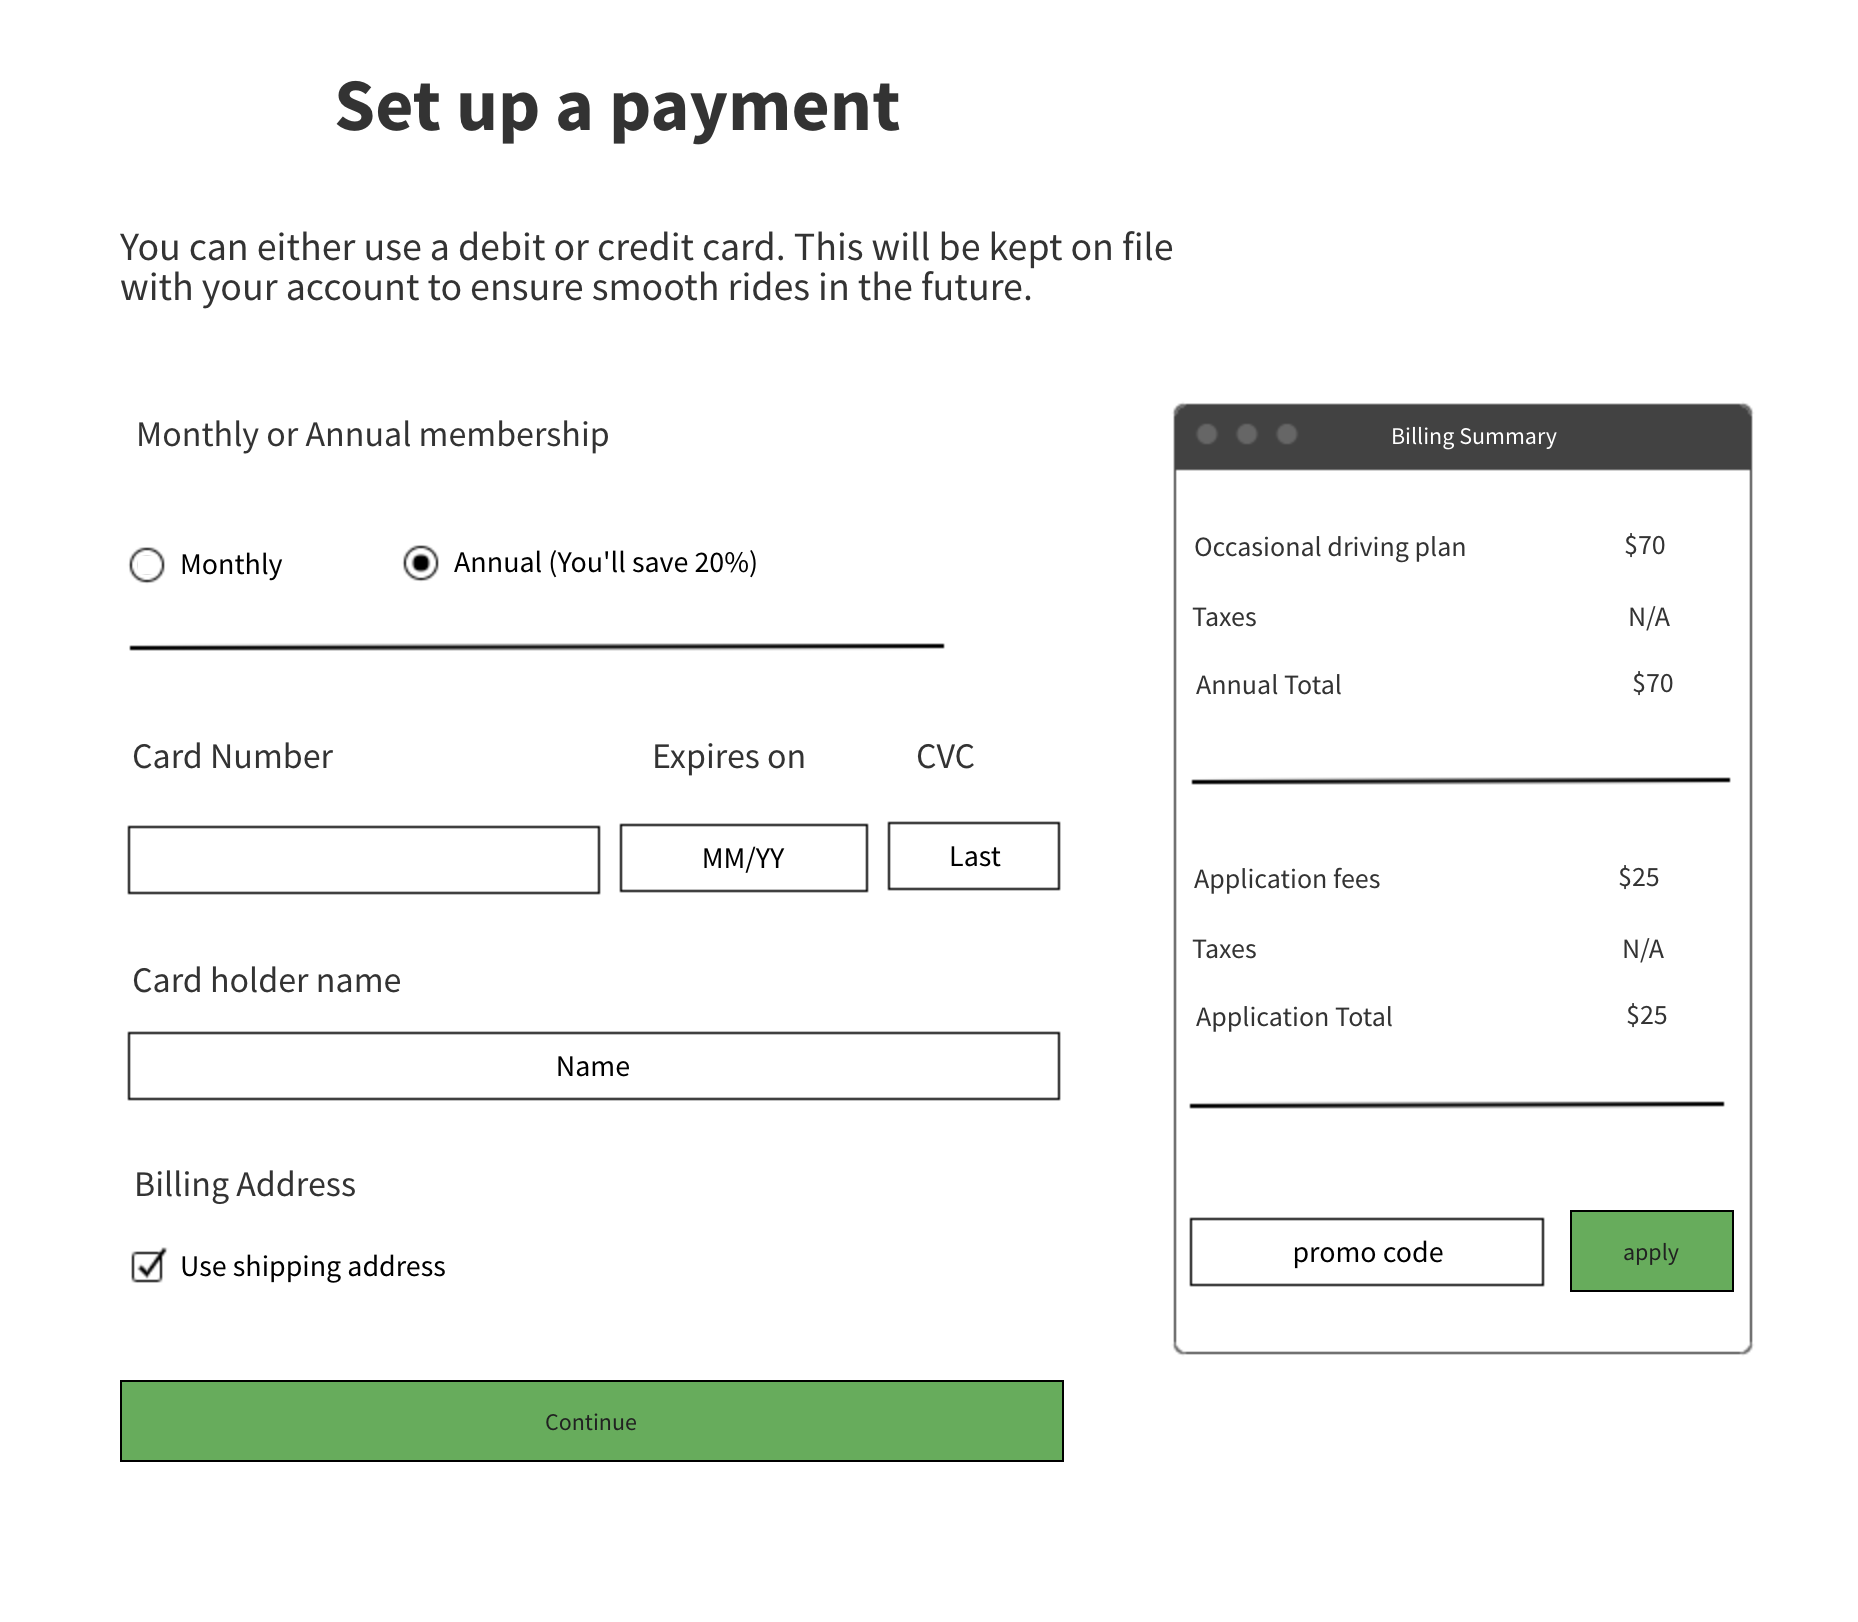 Set up a payment
You can either use a debit or credit card. This will be kept on file
with your account to ensure smooth rides in the future.
Monthly or Annual membership
Monthly
Annual (You'll save 20%)
Card Number
Expires on
CVC
MM/YY
Last
Card holder name
Name
Billing Address
Use shipping address
Continue
Billing Summary
Occasional driving plan $70
Taxes N/A
Annual Total $70
Application fees $25
Taxes N/A
Application Total $25
promo code
apply